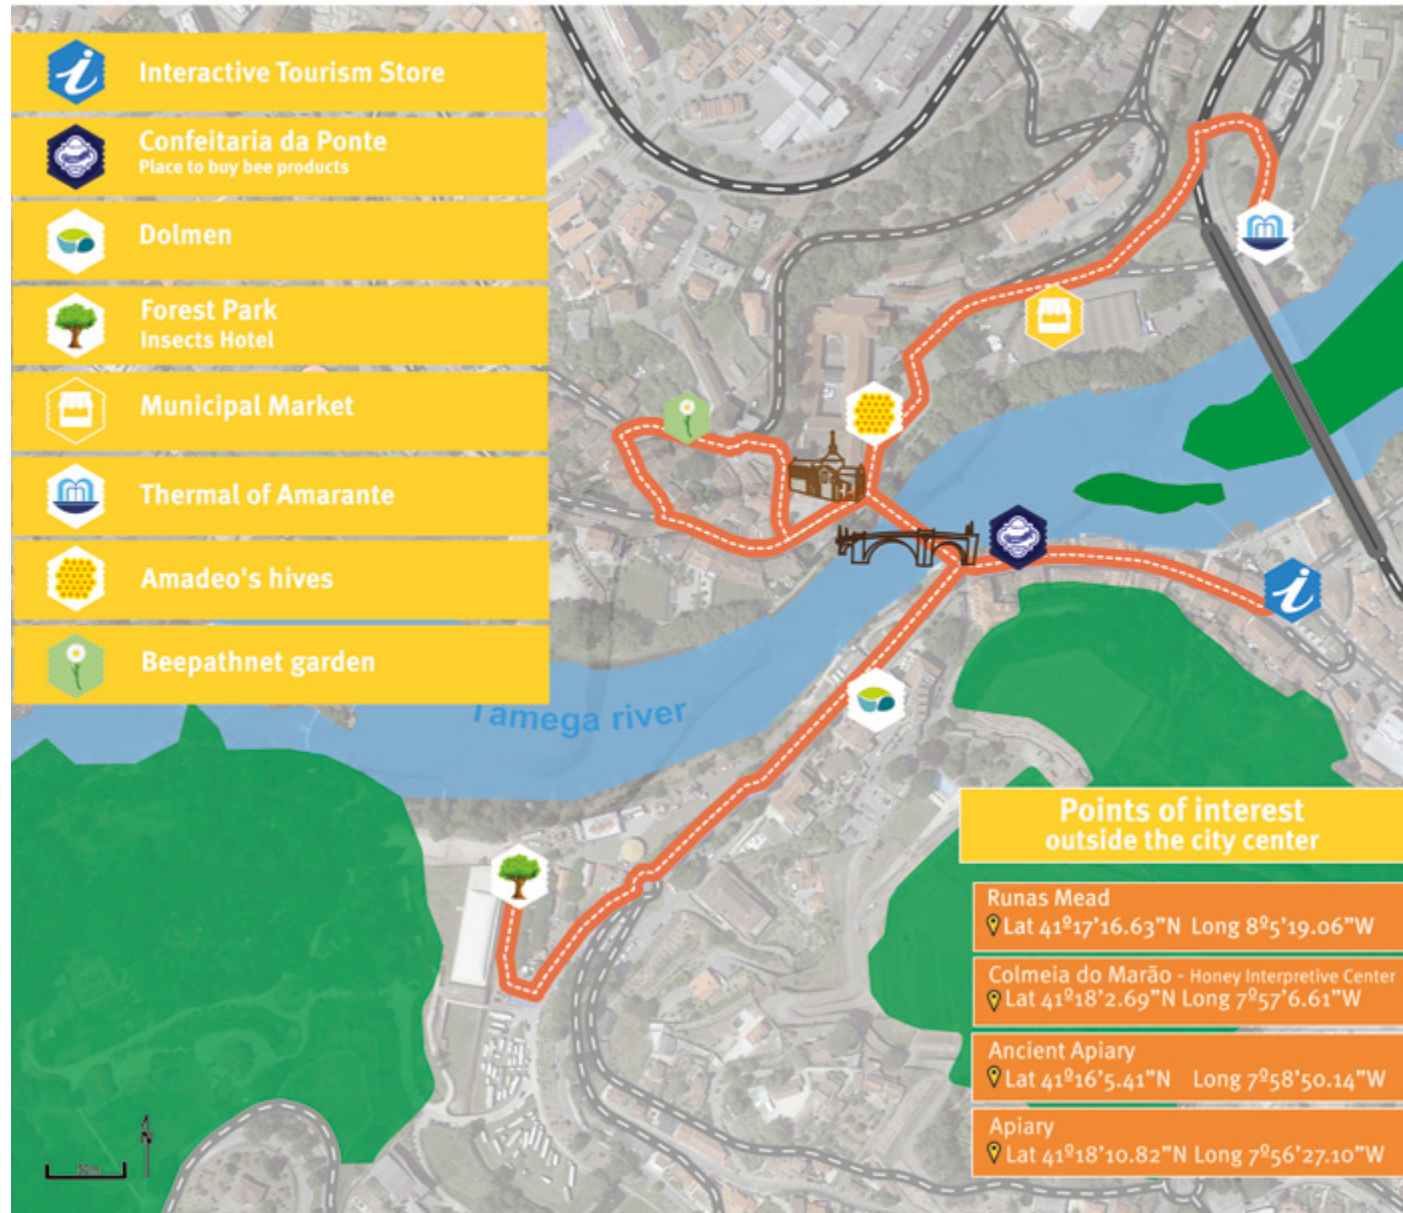 Interactive Tourism Store
Confeitaria da Ponte
Place to buy bee products
Dolmen
Forest Park
Insects Hotel
Municipal Market
Thermal of Amarante
Amadeo's hives
Beepathnet garden
Tamega river
Points of interest
outside the city center
Runas Mead
Lat 41º17'16.63”N Long 8º5'19.06”W
Colmeia do Marão - Honey Interpretive Center
Lat 41º18'2.69”N Long 7º57'6.61”W
Ancient Apiary
Lat 41º16'5.41”N Long 7º58'50.14”W
Apiary
Lat 41º18'10.82”N Long 7º56'27.10”W
N